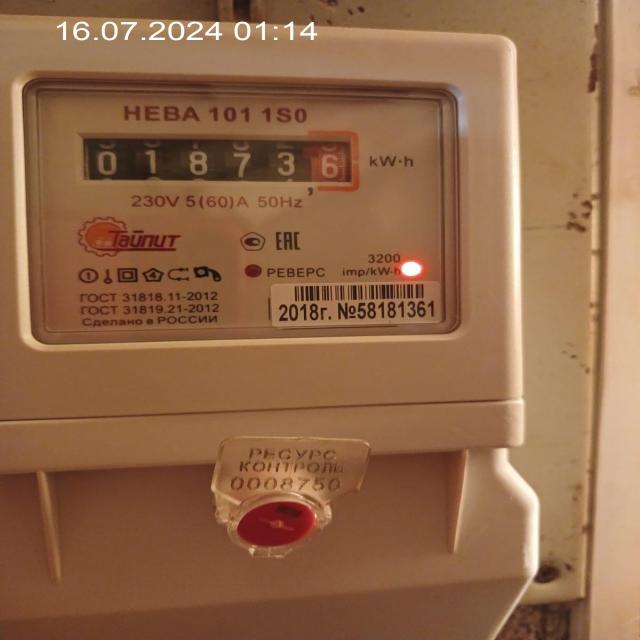 16.07.2024 01:14
НЕВА 101 1S0
018736 kW·h
,
230V 5(60)A 50Hz
Тайпит
ЕАС
3200
РЕВЕРС imp/kW·h
ГОСТ 31818.11-2012
ГОСТ 31819.21-2012
Сделано в РОССИИ
2018г. №58181361
РЕСУРС
КОНТРОЛЬ
0008750